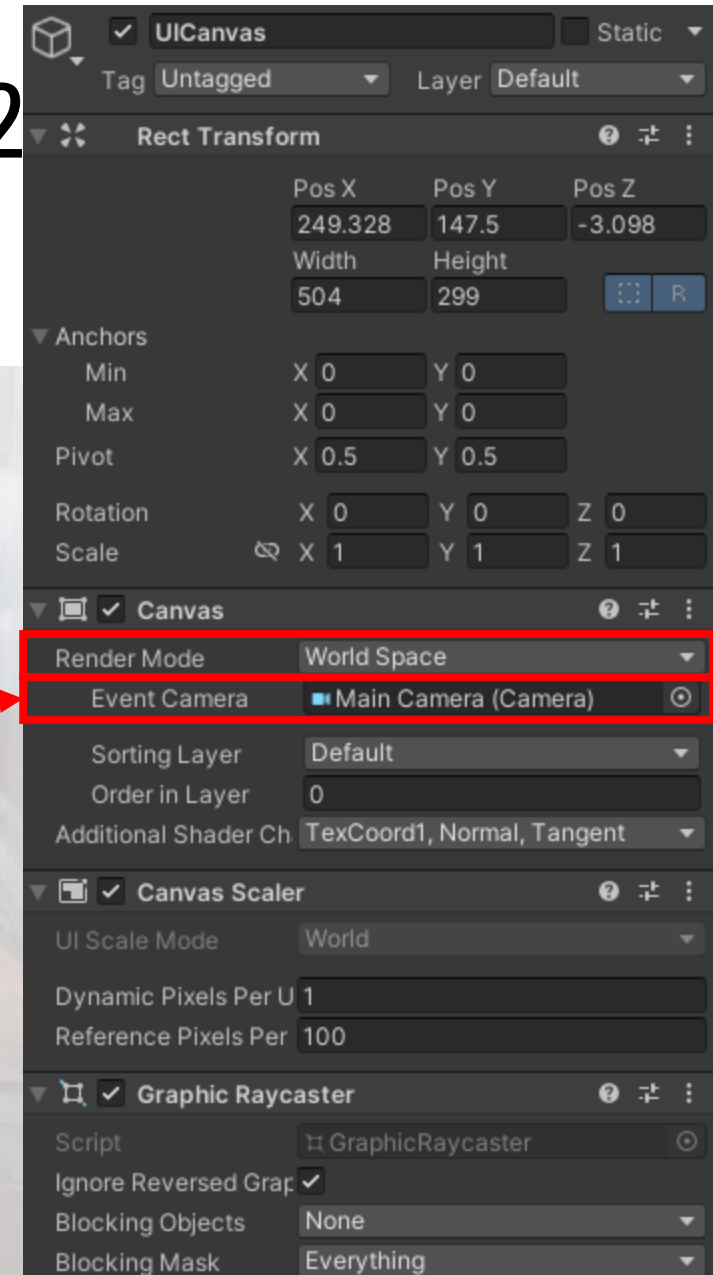 UICanvas Static
Tag Untagged Layer Default
2
Rect Transform
Pos X Pos Y Pos Z
249.328 147.5 -3.098
Width Height
504 299 R
Anchors
Min X 0 Y 0
Max X 0 Y 0
Pivot X 0.5 Y 0.5
Rotation X 0 Y 0 Z 0
Scale X 1 Y 1 Z 1
Canvas
Render Mode World Space
Event Camera Main Camera (Camera)
Sorting Layer Default
Order in Layer 0
Additional Shader Ch TexCoord1, Normal, Tangent
Canvas Scaler
UI Scale Mode World
Dynamic Pixels Per U 1
Reference Pixels Per 100
Graphic Raycaster
Script GraphicRaycaster
Ignore Reversed Grap
Blocking Objects None
Blocking Mask Everything